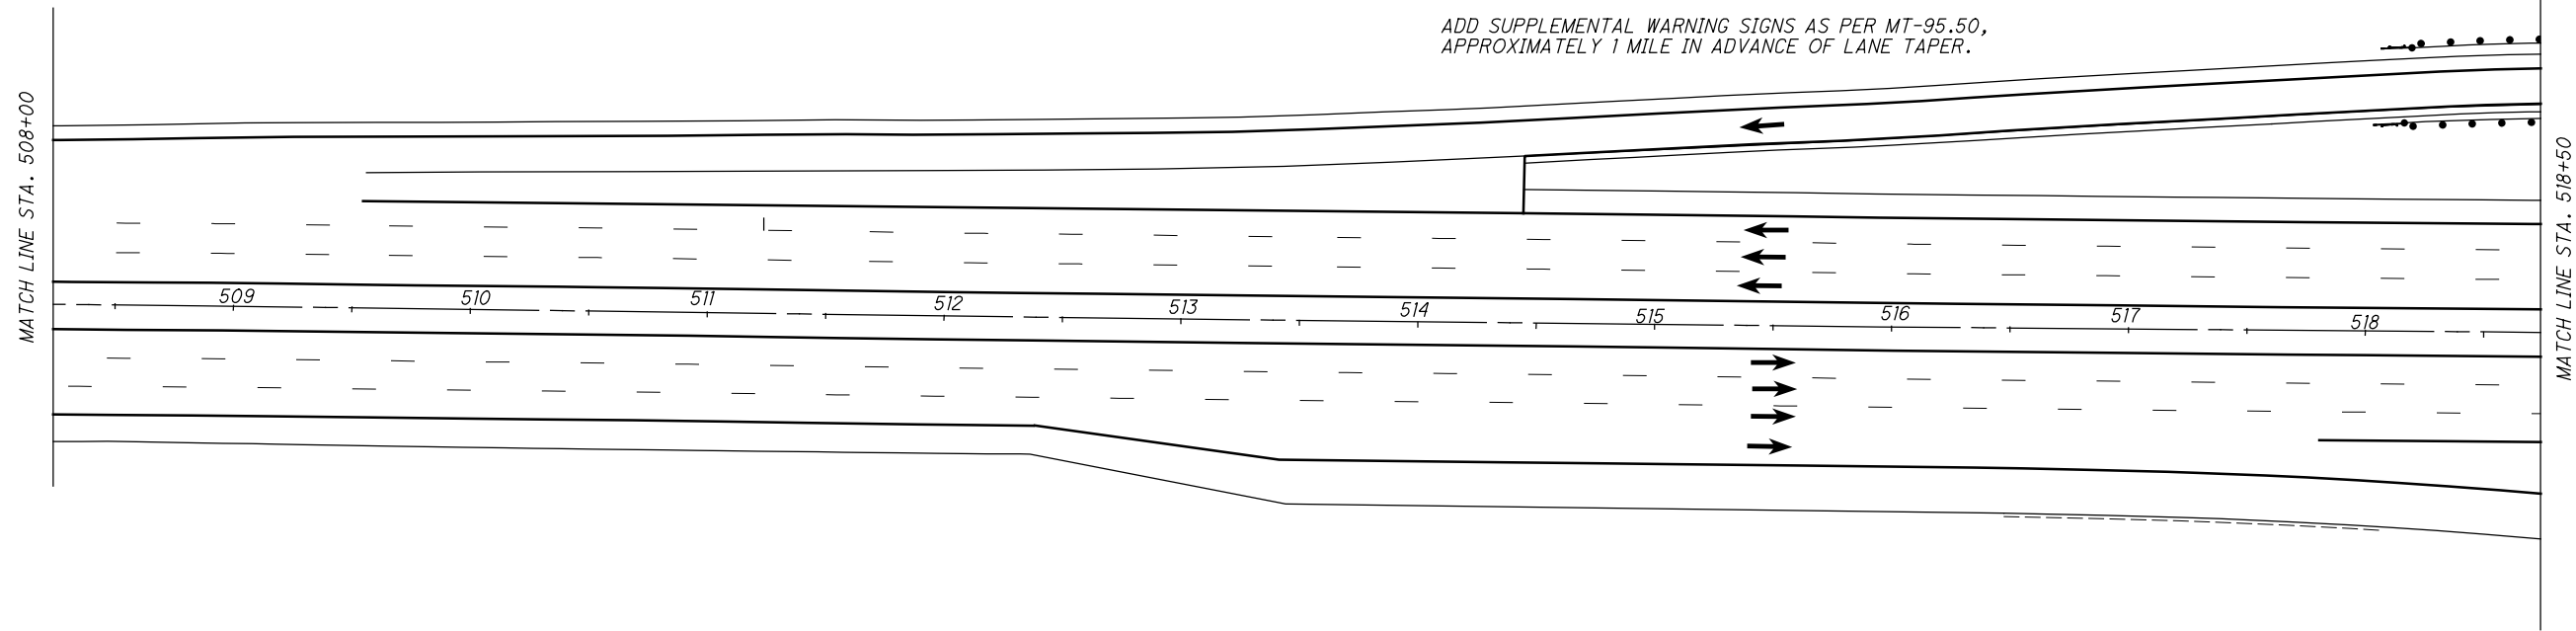 ADD SUPPLEMENTAL WARNING SIGNS AS PER MT-95.50,
APPROXIMATELY 1 MILE IN ADVANCE OF LANE TAPER.
MATCH LINE STA. 508+00
509
510
511
512
513
514
515
516
517
518
MATCH LINE STA. 518+50